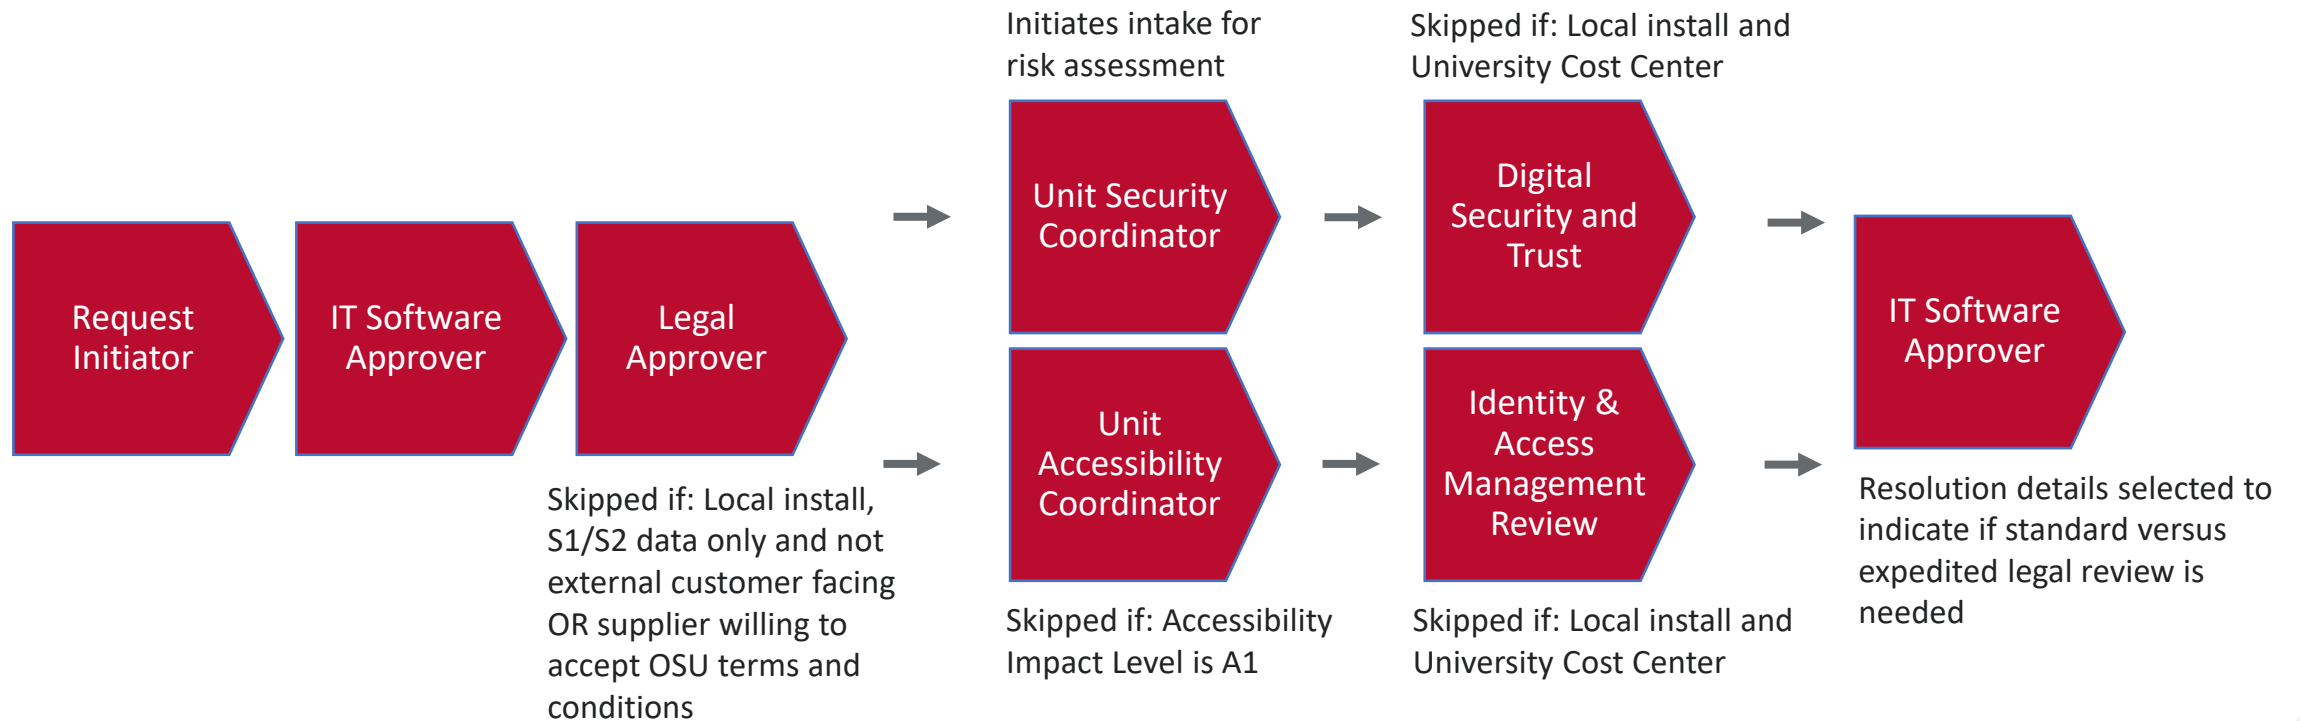 Request
Initiator
IT Software
Approver
Legal
Approver
Skipped if: Local install,
S1/S2 data only and not
external customer facing
OR supplier willing to
accept OSU terms and
conditions
Initiates intake for
risk assessment
Unit Security
Coordinator
Unit
Accessibility
Coordinator
Skipped if: Accessibility
Impact Level is A1
Skipped if: Local install and
University Cost Center
Digital
Security and
Trust
Identity &
Access
Management
Review
Skipped if: Local install and
University Cost Center
IT Software
Approver
Resolution details selected to
indicate if standard versus
expedited legal review is
needed